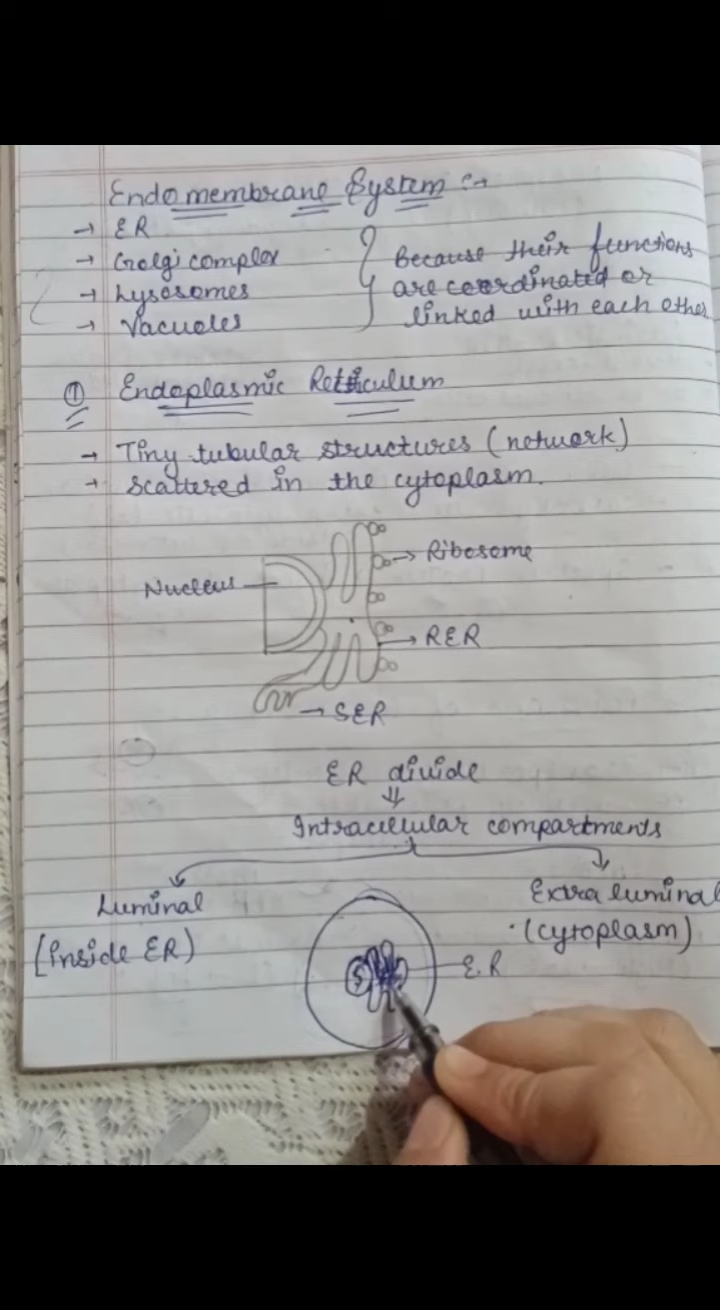 Endomembrane System :→
→ ER
→ Golgi complex
→ Lysosomes
→ Vacuoles
Because their functions
are coordinated or
linked with each other
① Endoplasmic Reticulum
→ Tiny tubular structures (network)
→ Scattered in the cytoplasm.
→ Ribosome
Nucleus
→ RER
→ SER
ER divide
⇓
Intracellular compartments
Luminal
(inside ER)
Extra luminal
(cytoplasm)
E.R